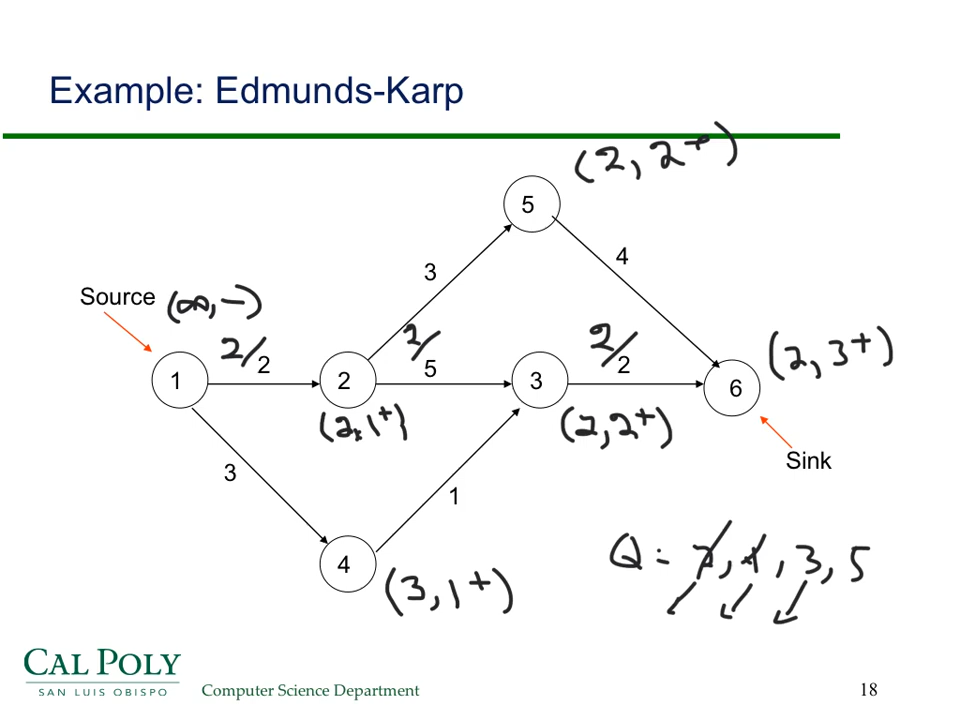 Example: Edmunds-Karp
(2, 2+)
5
3
4
Source
(∞, -)
2/2
2/5
2/2
1
2
3
6
(2, 3+)
(2, 1+)
(2, 2+)
Sink
3
1
4
(3, 1+)
Q = 2, 4, 3, 5
CAL POLY
SAN LUIS OBISPO
Computer Science Department
18